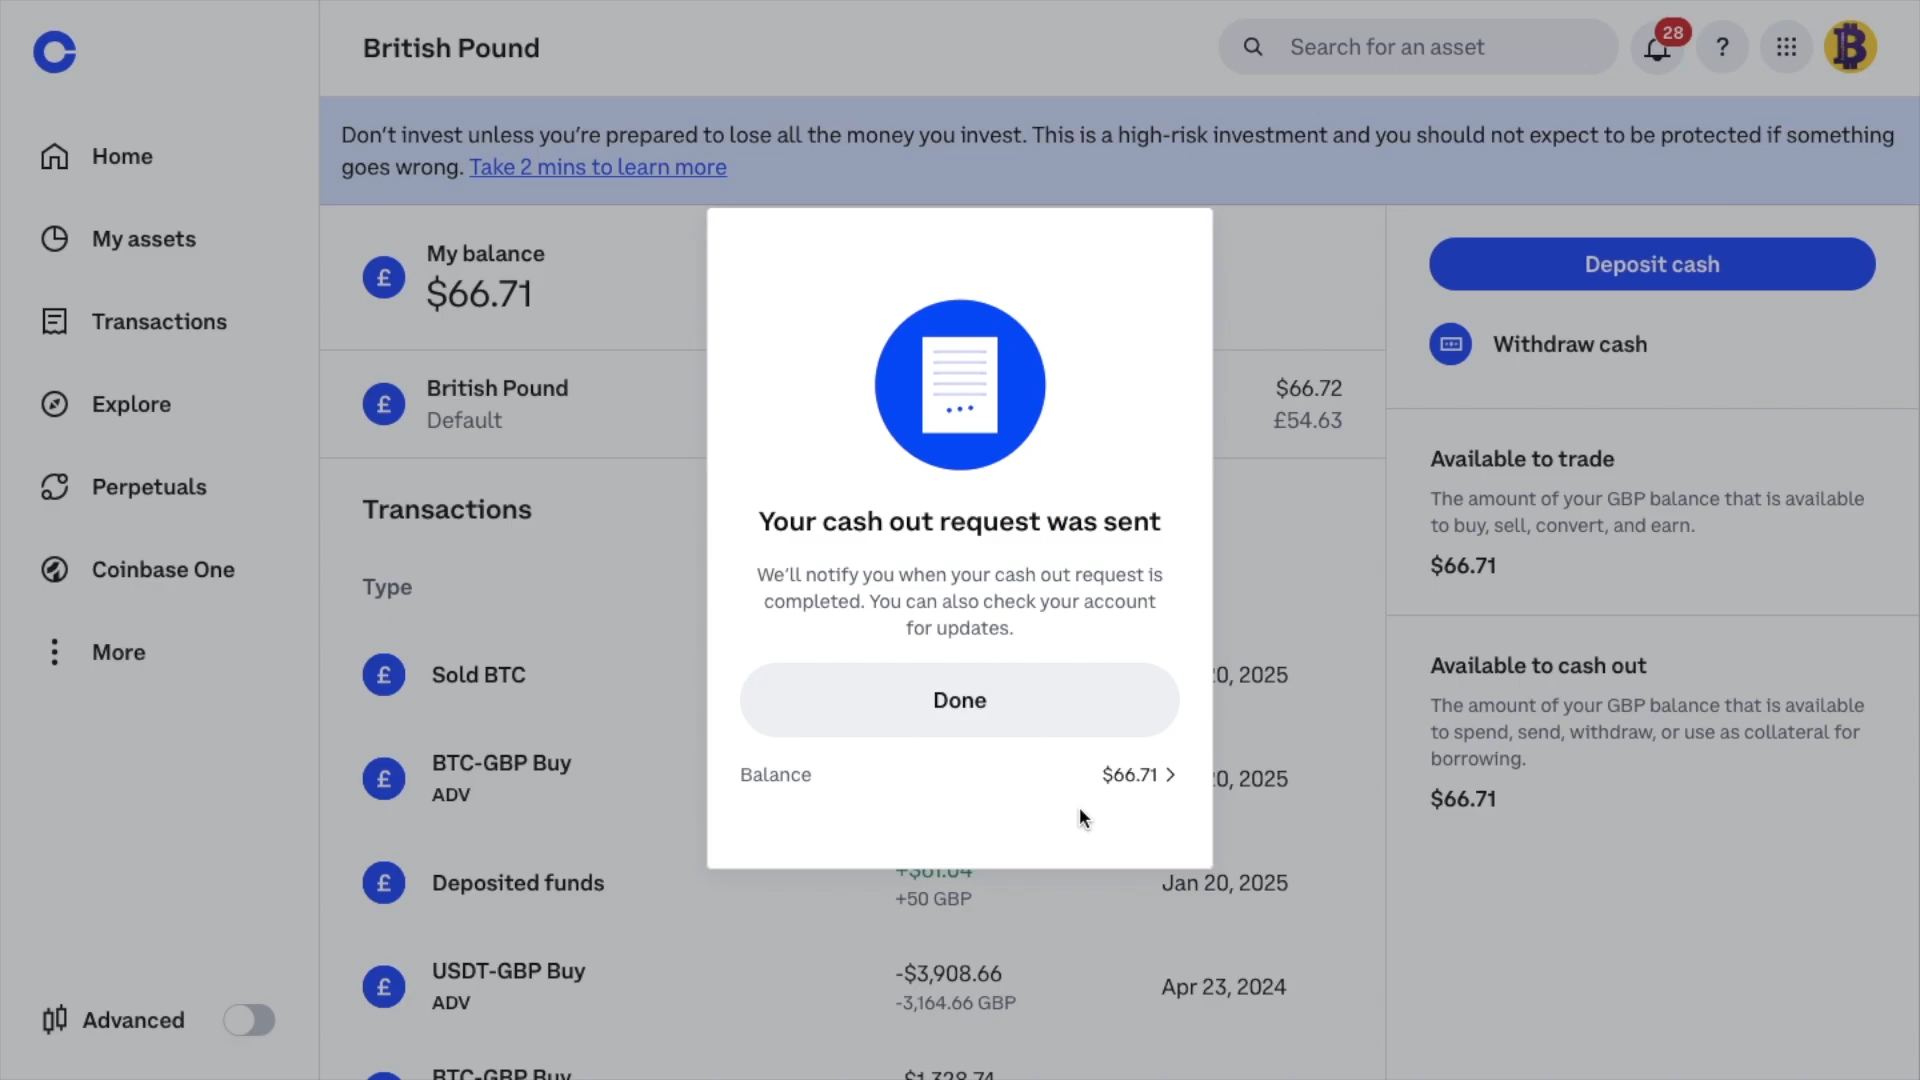 British Pound
Search for an asset
28
?
Don't invest unless you're prepared to lose all the money you invest. This is a high-risk investment and you should not expect to be protected if something
goes wrong. Take 2 mins to learn more
Home
My assets
Transactions
Explore
Perpetuals
Coinbase One
More
Advanced
£
My balance
$66.71
£
British Pound
Default
$66.72
£54.63
Transactions
Type
£
Sold BTC
0, 2025
£
BTC-GBP Buy
ADV
0, 2025
£
Deposited funds
+$61.04
+50 GBP
Jan 20, 2025
£
USDT-GBP Buy
ADV
-$3,908.66
-3,164.66 GBP
Apr 23, 2024
BTC-GBP Buy
$1,328.74
Your cash out request was sent
We'll notify you when your cash out request is
completed. You can also check your account
for updates.
Done
Balance
$66.71
Deposit cash
Withdraw cash
Available to trade
The amount of your GBP balance that is available
to buy, sell, convert, and earn.
$66.71
Available to cash out
The amount of your GBP balance that is available
to spend, send, withdraw, or use as collateral for
borrowing.
$66.71